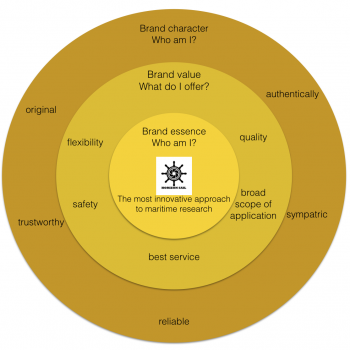 Brand character
Who am I?
authentically
original
Brand value
What do I offer?
flexibility
quality
Brand essence
Who am I?
The most innovative approach
to maritime research
safety
broad
scope of
application
trustworthy
sympatric
best service
reliable